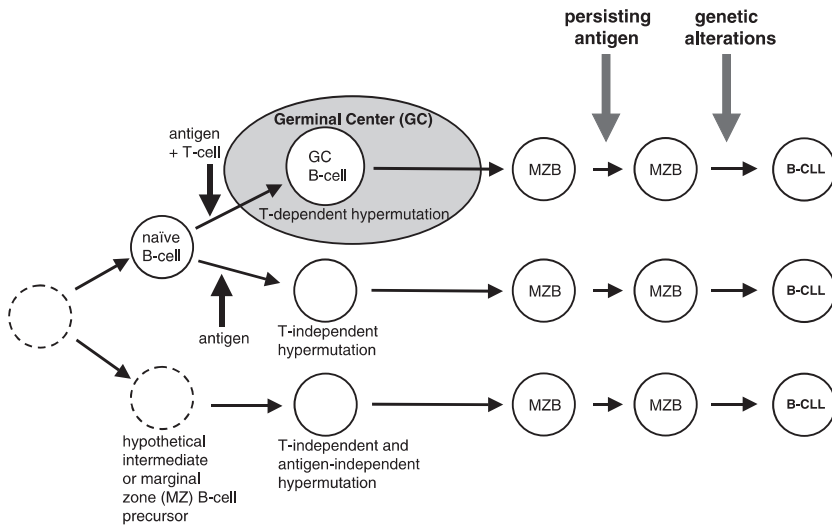 persisting
antigen
genetic
alterations
Germinal Center (GC)
antigen
+ T-cell
GC
B-cell
MZB
MZB
B-CLL
T-dependent hypermutation
naïve
B-cell
MZB
MZB
B-CLL
antigen
T-independent
hypermutation
MZB
MZB
B-CLL
hypothetical
intermediate
or marginal
zone (MZ) B-cell
precursor
T-independent and
antigen-independent
hypermutation